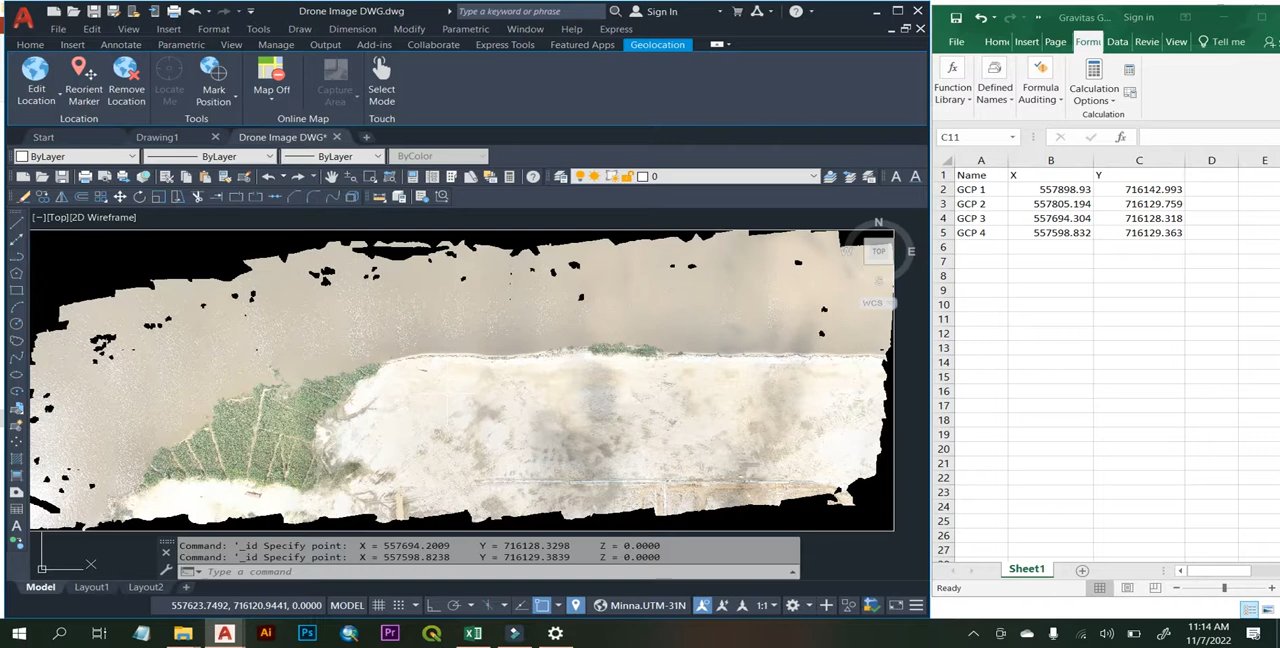 Drone Image DWG.dwg
Type a keyword or phrase
Sign In
File Edit View Insert Format Tools Draw Dimension Modify Parametric Window Help Express
Home Insert Annotate Parametric View Manage Output Add-ins Collaborate Express Tools Featured Apps Geolocation
Edit Location
Reorient Marker
Remove Location
Locate Me
Mark Position
Map Off
Capture Area
Select Mode
Location
Tools
Online Map
Touch
Start
Drawing1
Drone Image DWG*
ByLayer
ByLayer
ByLayer
ByColor
0
A A
[−][Top][2D Wireframe]
N
W
TOP
E
WCS
Command: '_id Specify point: X = 557694.2009 Y = 716128.3298 Z = 0.0000
Command: '_id Specify point: X = 557598.8238 Y = 716129.3839 Z = 0.0000
Type a command
Model Layout1 Layout2 +
557623.7492, 716120.9441, 0.0000 MODEL
Minna.UTM-31N
1:1
Gravitas G...
Sign in
File Home Insert Page Formu Data Revie View Tell me
Function Library
Defined Names
Formula Auditing
Calculation Options
Calculation
C11
fx
A B C D E
1 Name X Y
2 GCP 1 557898.93 716142.993
3 GCP 2 557805.194 716129.759
4 GCP 3 557694.304 716128.318
5 GCP 4 557598.832 716129.363
6
7
8
9
10
11
12
13
14
15
16
17
18
19
20
21
22
23
24
25
26
27
Sheet1
Ready
A
Ai
Ps
Pr
11:14 AM
11/7/2022